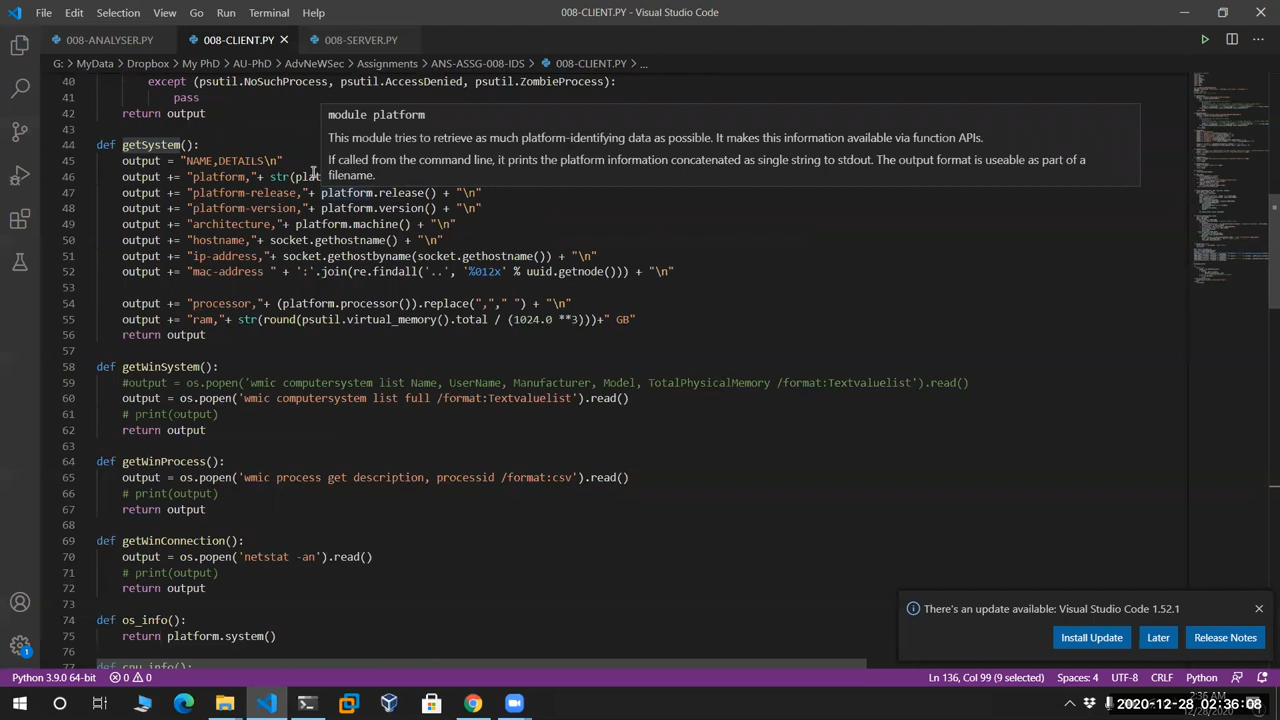 File Edit Selection View Go Run Terminal Help
008-CLIENT.PY - Visual Studio Code
008-ANALYSER.PY 008-CLIENT.PY 008-SERVER.PY
G: > MyData > Dropbox > My PhD > AU-PhD > AdvNewSec > Assignments > ANS-ASSG-008-IDS > 008-CLIENT.PY > ...
40 except (psutil.NoSuchProcess, psutil.AccessDenied, psutil.ZombieProcess):
41 pass
42 return output
43
module platform
This module tries to retrieve as much platform-identifying data as possible. It makes this information available via function APIs.
If called from the command line, it prints the platform information concatenated as single string to stdout. The output format is useable as part of a
filename.
44 def getSystem():
45 output = "NAME,DETAILS\n"
46 output += "platform,"+ str(plat
47 output += "platform-release,"+ platform.release() + "\n"
48 output += "platform-version,"+ platform.version() + "\n"
49 output += "architecture,"+ platform.machine() + "\n"
50 output += "hostname,"+ socket.gethostname() + "\n"
51 output += "ip-address,"+ socket.gethostbyname(socket.gethostname()) + "\n"
52 output += "mac-address " + ':'.join(re.findall('..', '%012x' % uuid.getnode())) + "\n"
53
54 output += "processor,"+ (platform.processor()).replace(","," ") + "\n"
55 output += "ram,"+ str(round(psutil.virtual_memory().total / (1024.0 **3)))+" GB"
56 return output
57
58 def getWinSystem():
59 #output = os.popen('wmic computersystem list Name, UserName, Manufacturer, Model, TotalPhysicalMemory /format:Textvaluelist').read()
60 output = os.popen('wmic computersystem list full /format:Textvaluelist').read()
61 # print(output)
62 return output
63
64 def getWinProcess():
65 output = os.popen('wmic process get description, processid /format:csv').read()
66 # print(output)
67 return output
68
69 def getWinConnection():
70 output = os.popen('netstat -an').read()
71 # print(output)
72 return output
73
74 def os_info():
75 return platform.system()
76
77 def cpu_info():
There's an update available: Visual Studio Code 1.52.1
Install Update Later Release Notes
1
Python 3.9.0 64-bit 0 0 Ln 136, Col 99 (9 selected) Spaces: 4 UTF-8 CRLF Python
2:36 AM
2020-12-28 02:36:08
12/28/2020